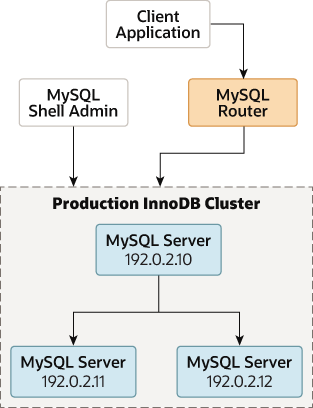 Client
Application
MySQL
Shell Admin
MySQL
Router
Production InnoDB Cluster
MySQL Server
192.0.2.10
MySQL Server
192.0.2.11
MySQL Server
192.0.2.12